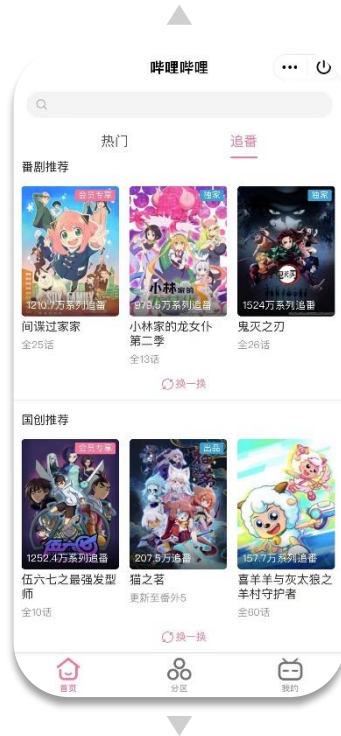 哔哩哔哩
热门 追番
番剧推荐
会员专享 独家 独家
1210.7万系列追番 979.5万系列追番 1524万系列追番
间谍过家家 小林家的龙女仆 鬼灭之刃
第二季
全25话 全13话 全26话
换一换
国创推荐
会员专享 出品
1252.4万系列追番 207.5万追番 157.7万系列追番
伍六七之最强发型 猫之茗 喜羊羊与灰太狼之
师 羊村守护者
全10话 更新至番外5 全60话
换一换
首页 分区 我的